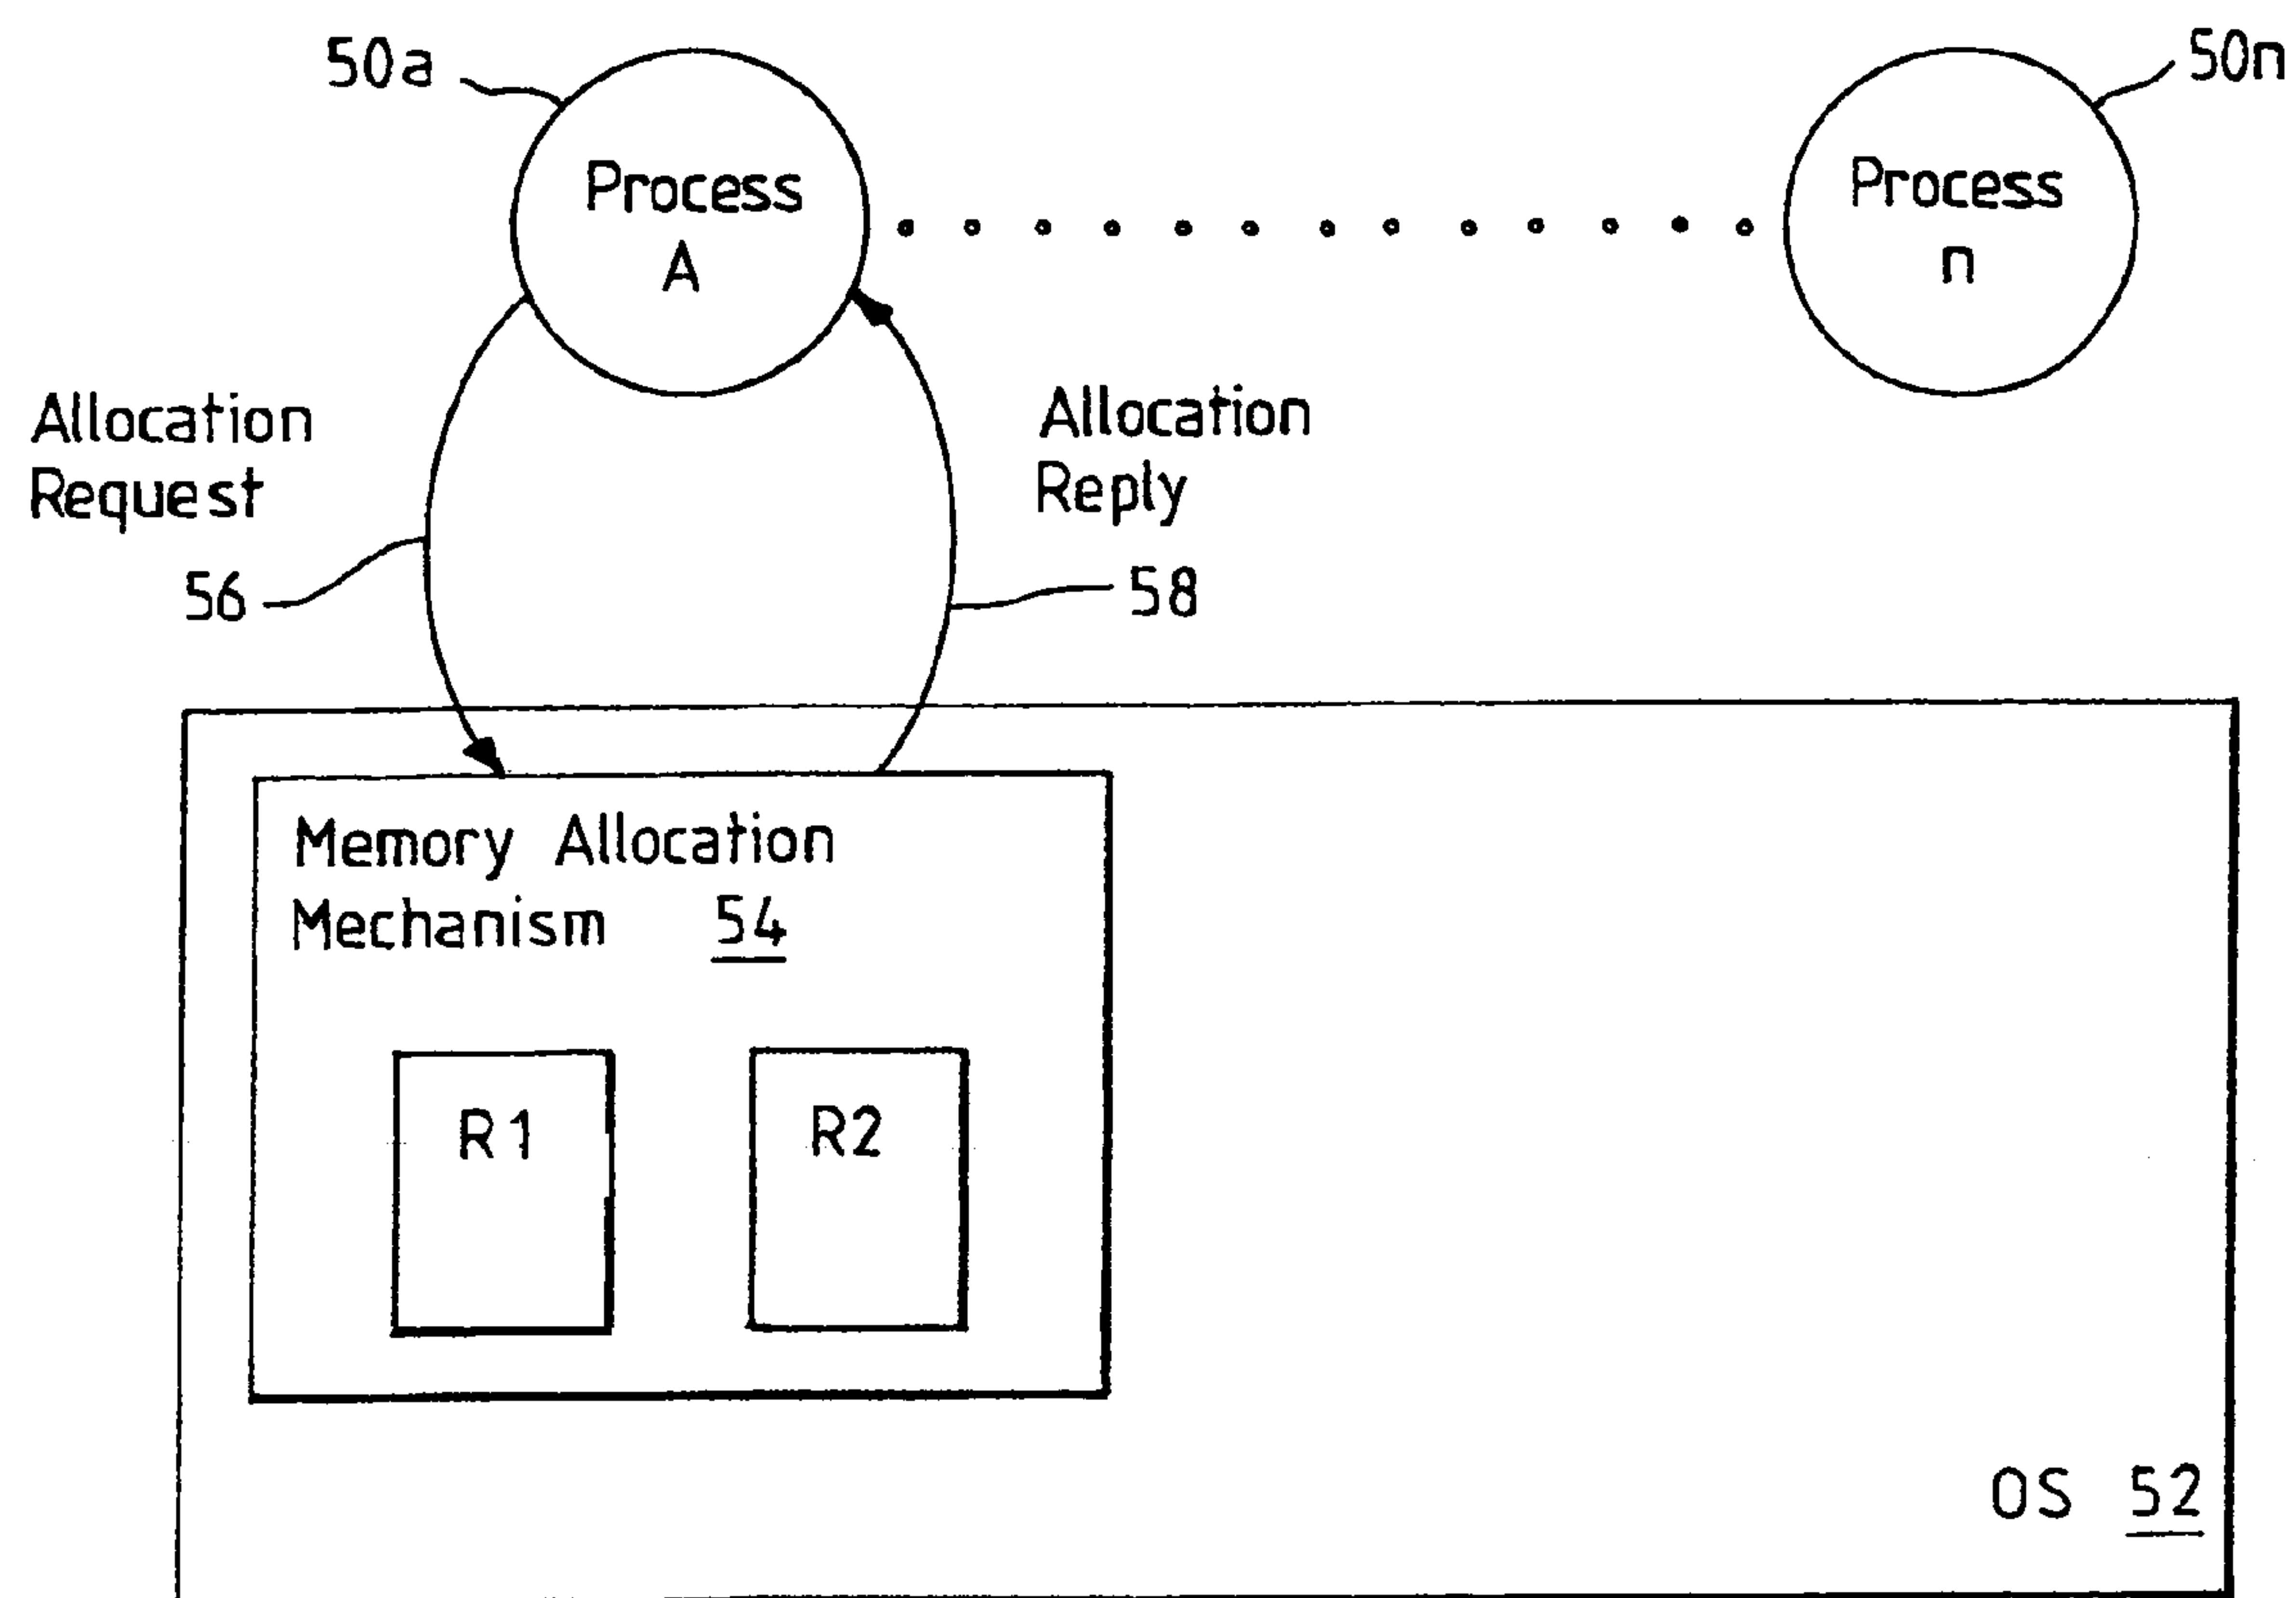 50a
50n
Process
A
Process
n
Allocation
Request
Allocation
Reply
56
58
Memory Allocation
Mechanism 54
R1
R2
OS 52